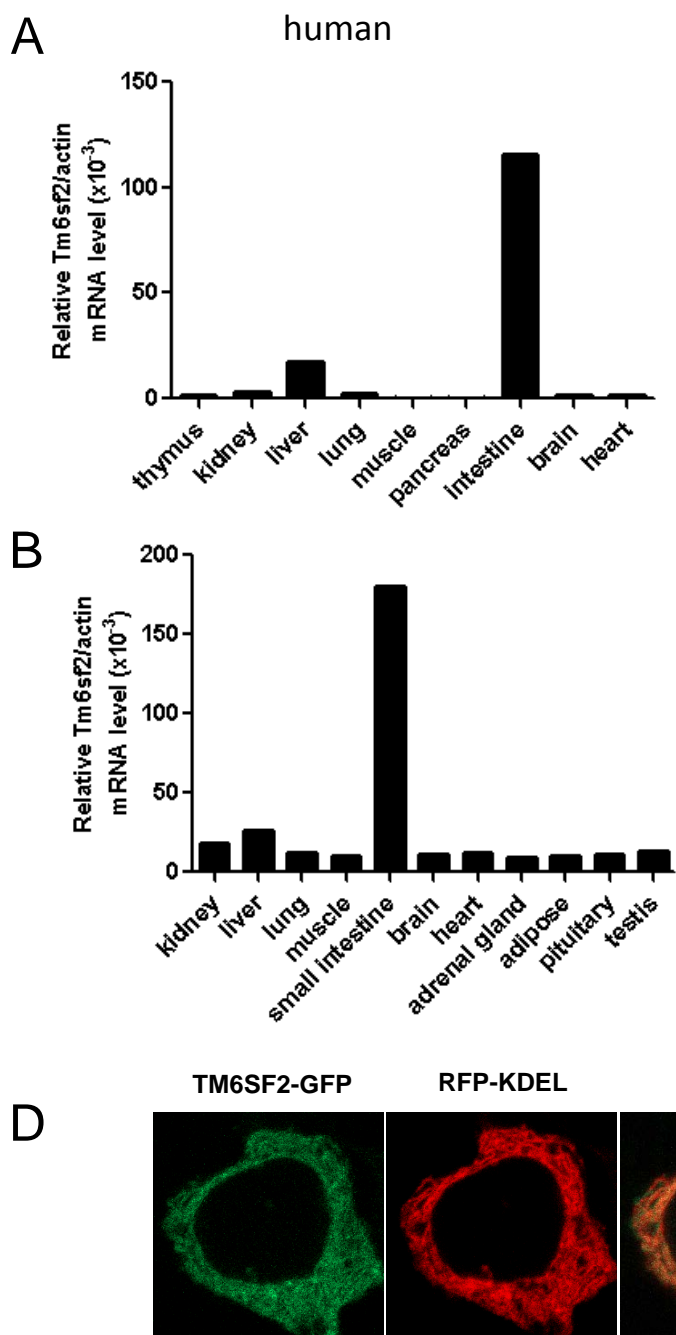 A
human
Relative Tm6sf2/actin
mRNA level (x10⁻³)
150
100
50
0
thymus
kidney
liver
lung
muscle
pancreas
intestine
brain
heart
B
Relative Tm6sf2/actin
mRNA level (x10⁻³)
200
150
100
50
0
kidney
liver
lung
muscle
small intestine
brain
heart
adrenal gland
adipose
pituitary
testis
D
TM6SF2-GFP
RFP-KDEL